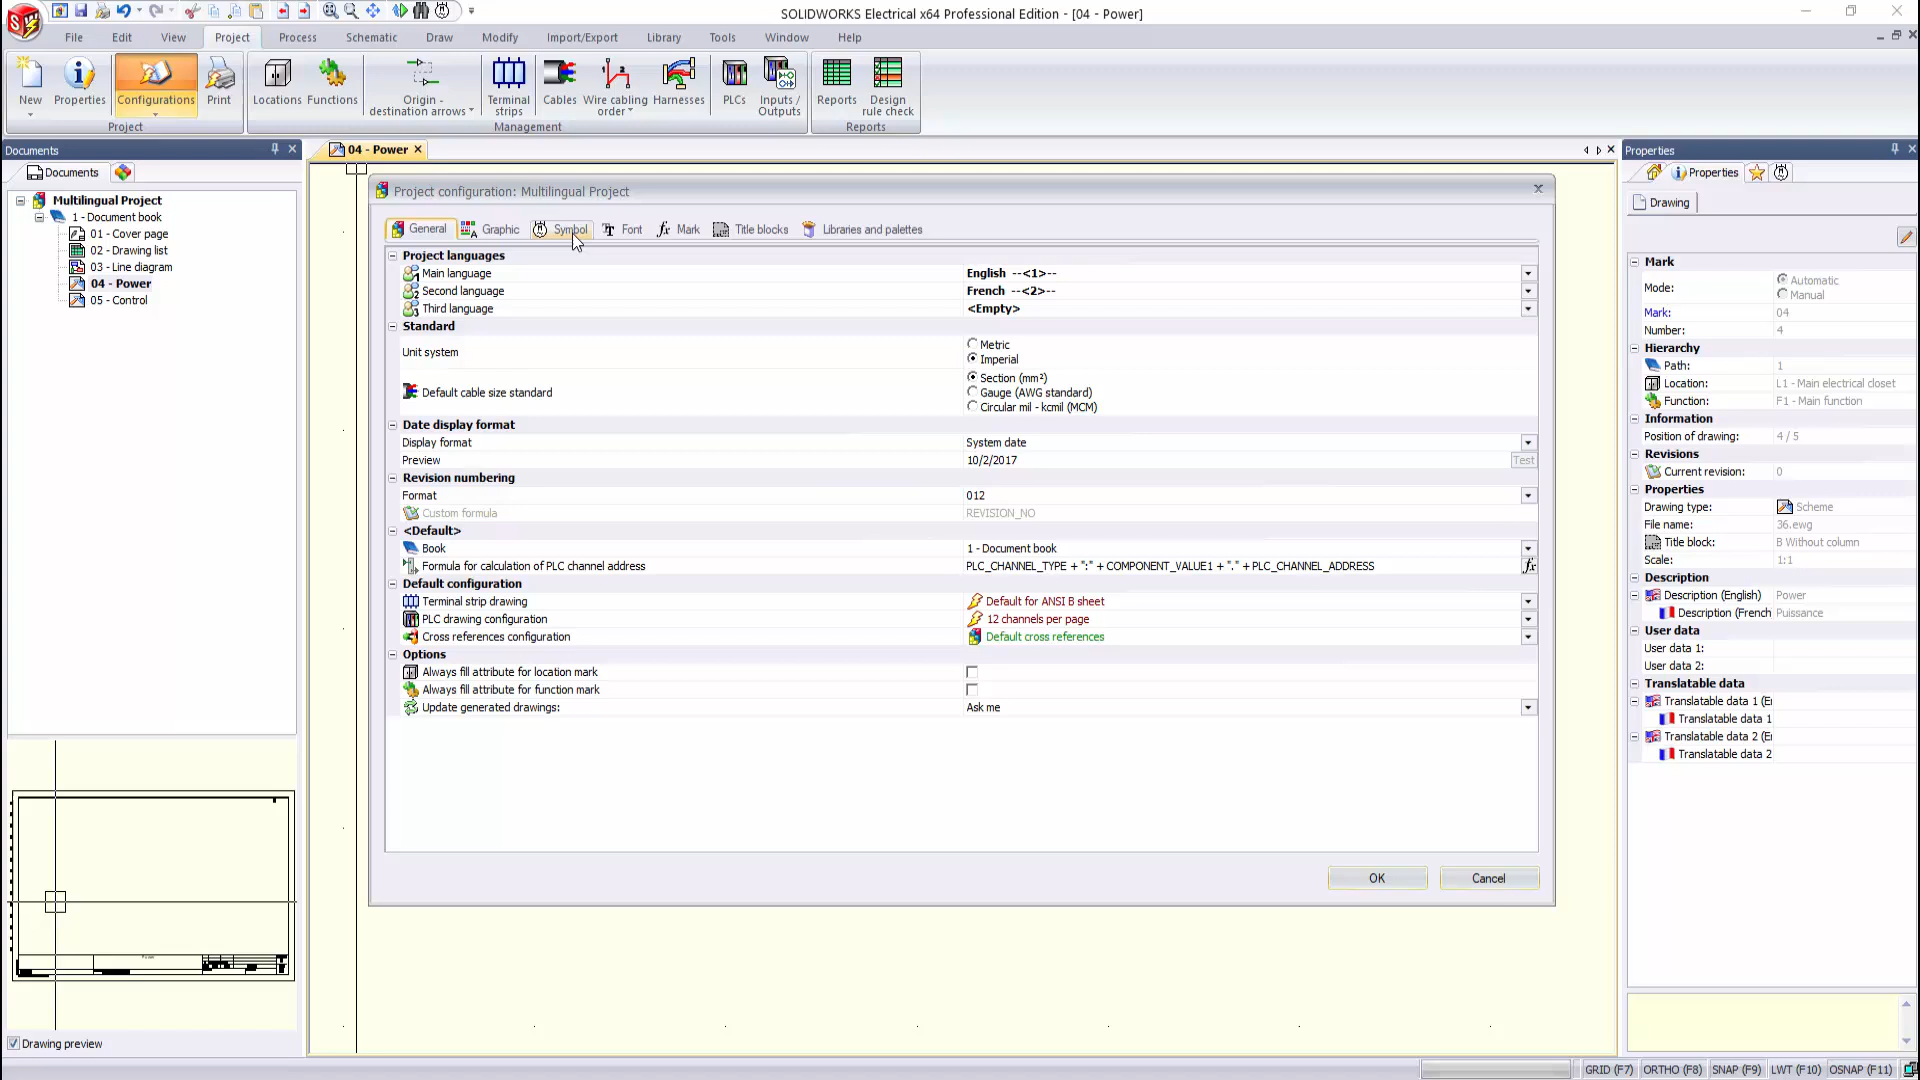 SOLIDWORKS Electrical x64 Professional Edition - [04 - Power]
File Edit View Project Process Schematic Draw Modify Import/Export Library Tools Window Help
New Properties Configurations Print Locations Functions Origin - destination arrows Terminal strips Cables Wire cabling order Harnesses PLCs Inputs / Outputs Reports Design rule check
Project Management Reports
Documents
Documents
Multilingual Project
1 - Document book
01 - Cover page
02 - Drawing list
03 - Line diagram
04 - Power
05 - Control
Drawing preview
04 - Power
Project configuration: Multilingual Project
General Graphic Symbol Font Mark Title blocks Libraries and palettes
Project languages
Main language English --<1>--
Second language French --<2>--
Third language <Empty>
Standard
Unit system Metric
Imperial
Default cable size standard Section (mm²)
Gauge (AWG standard)
Circular mil - kcmil (MCM)
Date display format
Display format System date
Preview 10/2/2017 Test
Revision numbering
Format 012
Custom formula REVISION_NO
<Default>
Book 1 - Document book
Formula for calculation of PLC channel address PLC_CHANNEL_TYPE + ":" + COMPONENT_VALUE1 + "." + PLC_CHANNEL_ADDRESS
Default configuration
Terminal strip drawing Default for ANSI B sheet
PLC drawing configuration 12 channels per page
Cross references configuration Default cross references
Options
Always fill attribute for location mark
Always fill attribute for function mark
Update generated drawings: Ask me
OK Cancel
Properties
Properties
Drawing
Mark
Mode: Automatic
Manual
Mark: 04
Number: 4
Hierarchy
Path: 1
Location: L1 - Main electrical closet
Function: F1 - Main function
Information
Position of drawing: 4 / 5
Revisions
Current revision: 0
Properties
Drawing type: Scheme
File name: 36.ewg
Title block: B Without column
Scale: 1:1
Description
Description (English) Power
Description (French Puissance
User data
User data 1:
User data 2:
Translatable data
Translatable data 1 (Er
Translatable data 1
Translatable data 2 (Er
Translatable data 2
GRID (F7) ORTHO (F8) SNAP (F9) LWT (F10) OSNAP (F11)